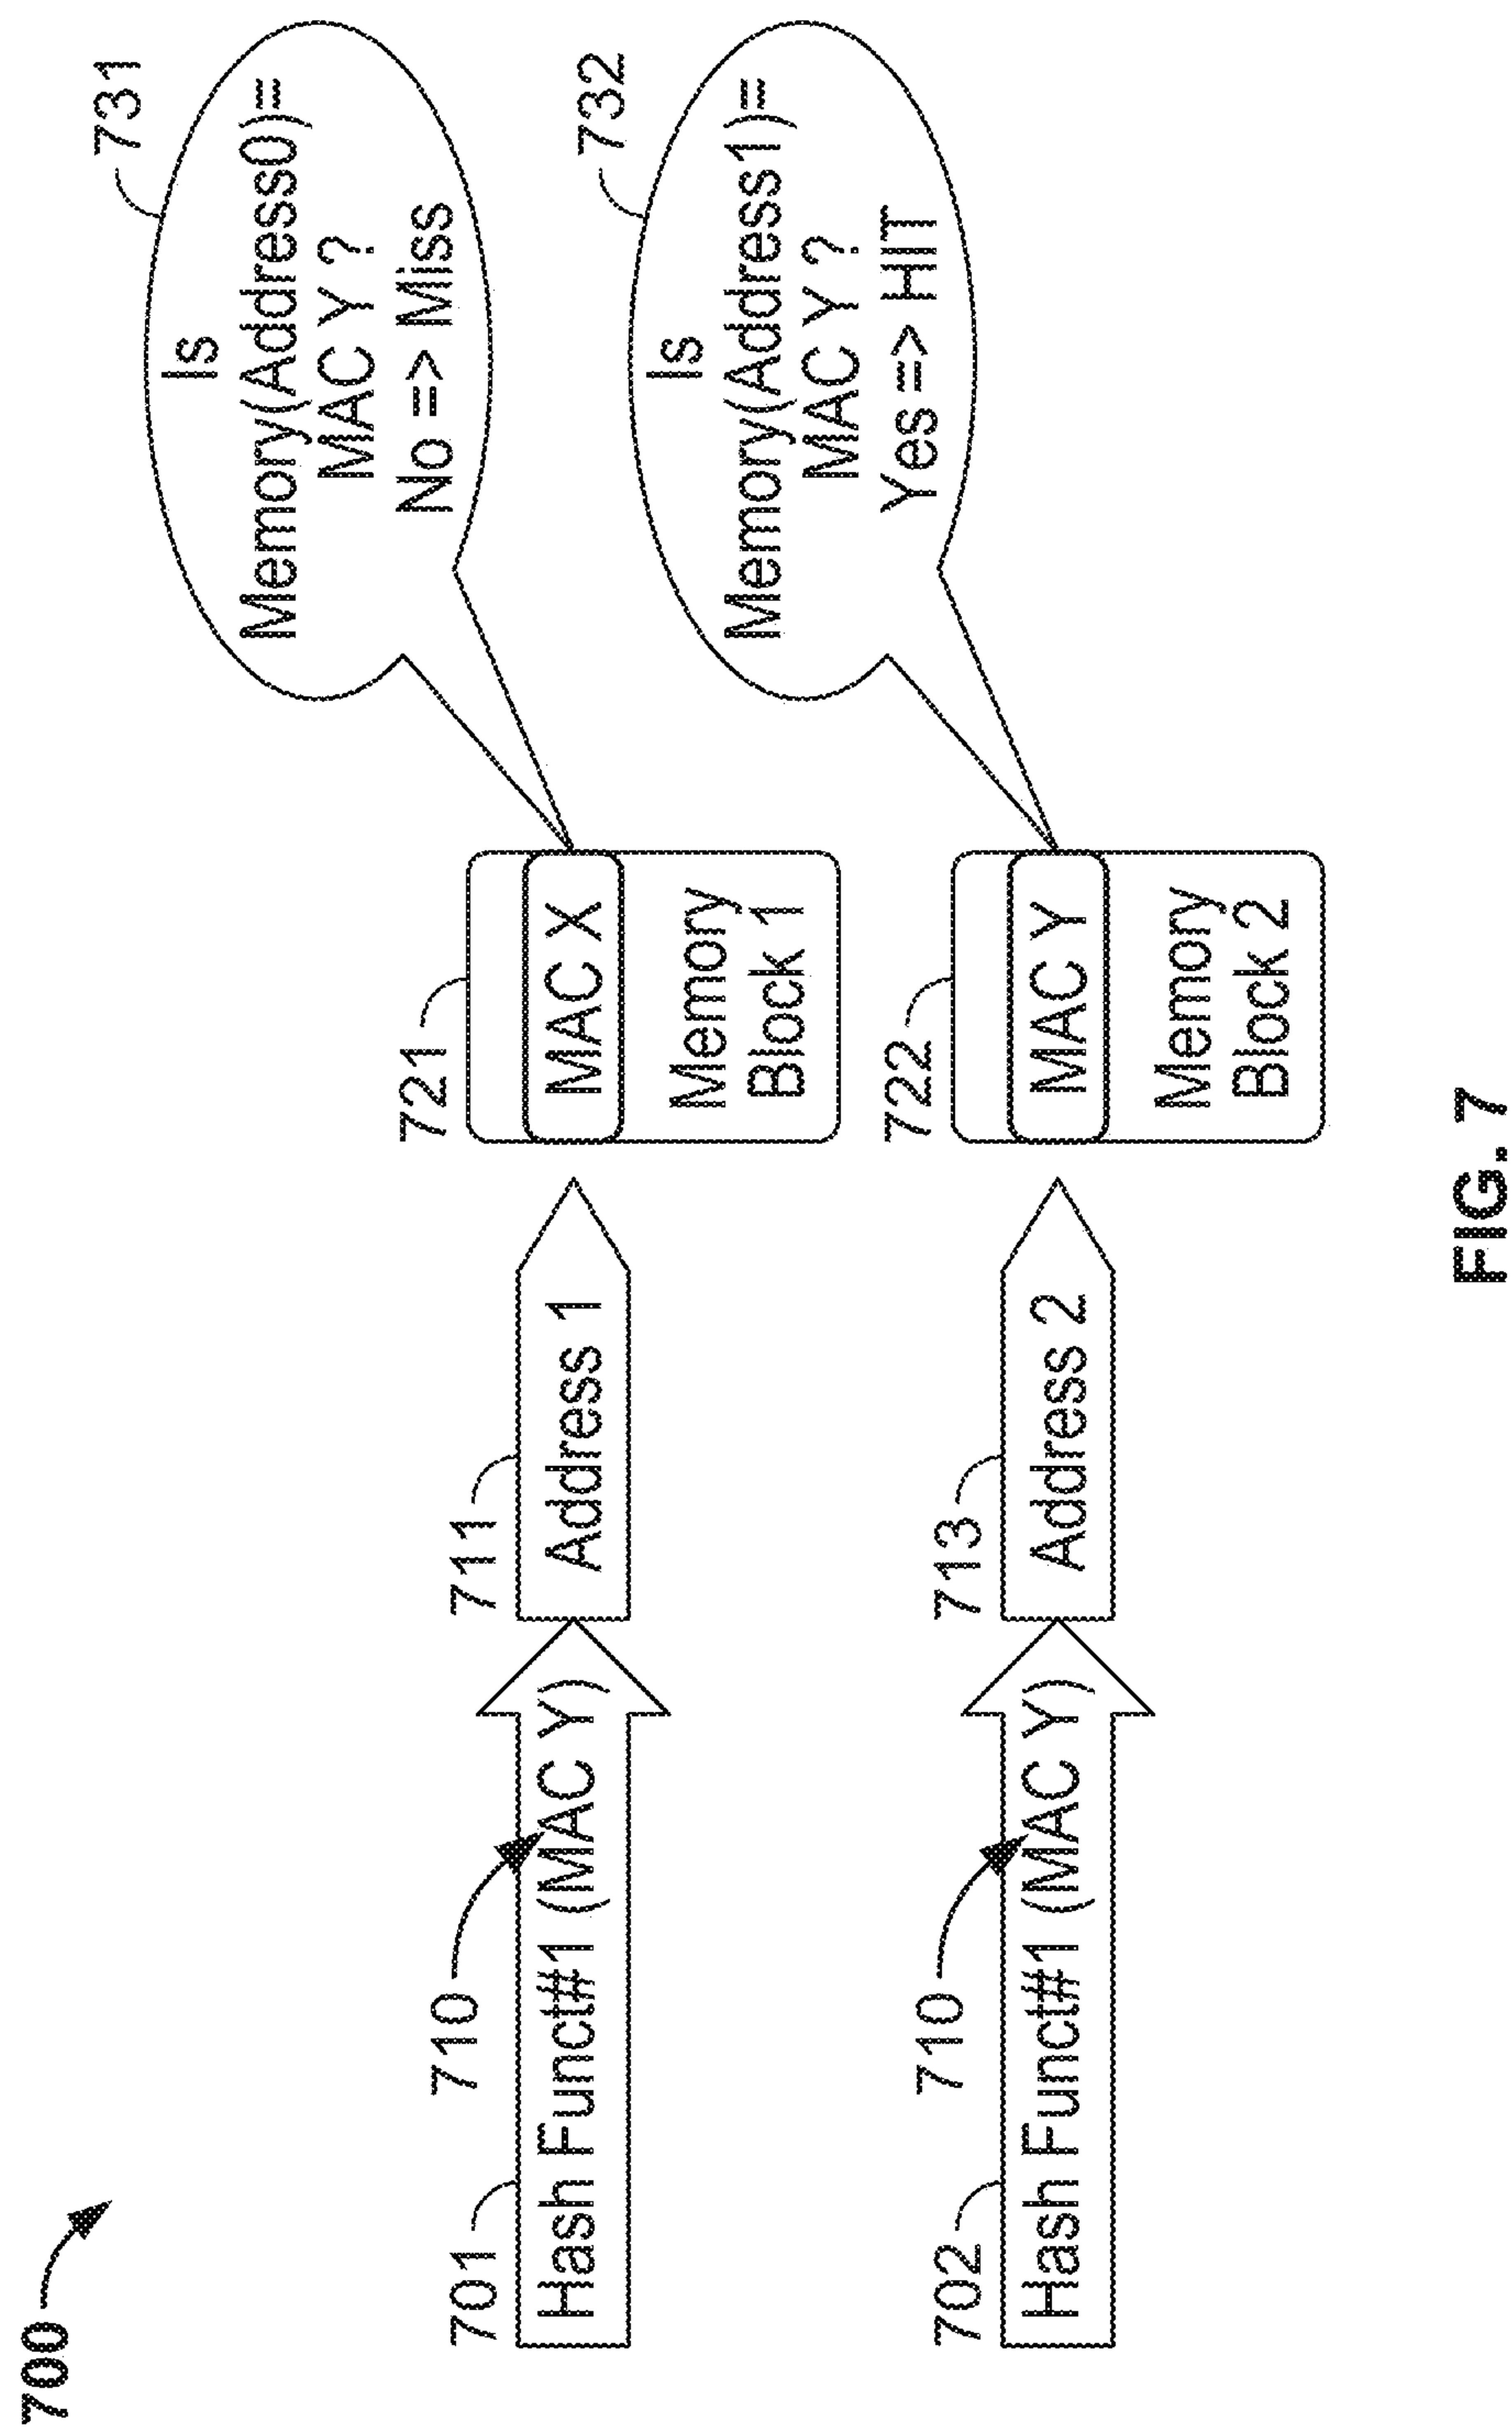 700
701
Hash Funct#1 (MAC Y)
710
711
Address 1
721
MAC X
Memory
Block 1
731
Is
Memory(Address0)=
MAC Y ?
No => Miss
702
Hash Funct#1 (MAC Y)
710
713
Address 2
722
MAC Y
Memory
Block 2
732
Is
Memory(Address1)=
MAC Y ?
Yes => HIT
FIG. 7